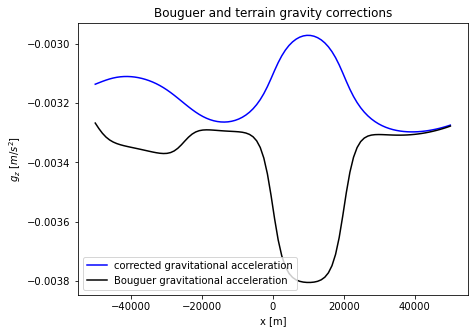 Bouguer and terrain gravity corrections
−0.0030
−0.0032
−0.0034
−0.0036
−0.0038
g_z [m/s²]
corrected gravitational acceleration
Bouguer gravitational acceleration
−40000 −20000 0 20000 40000
x [m]